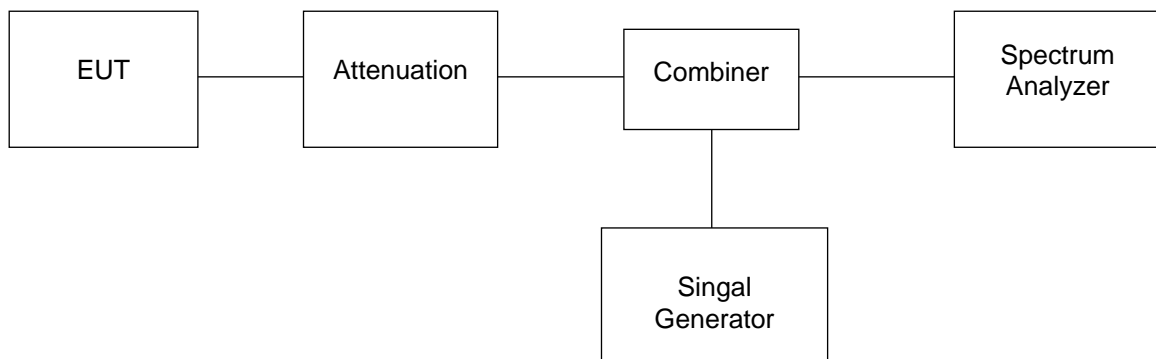 EUT
Attenuation
Combiner
Spectrum
Analyzer
Singal
Generator